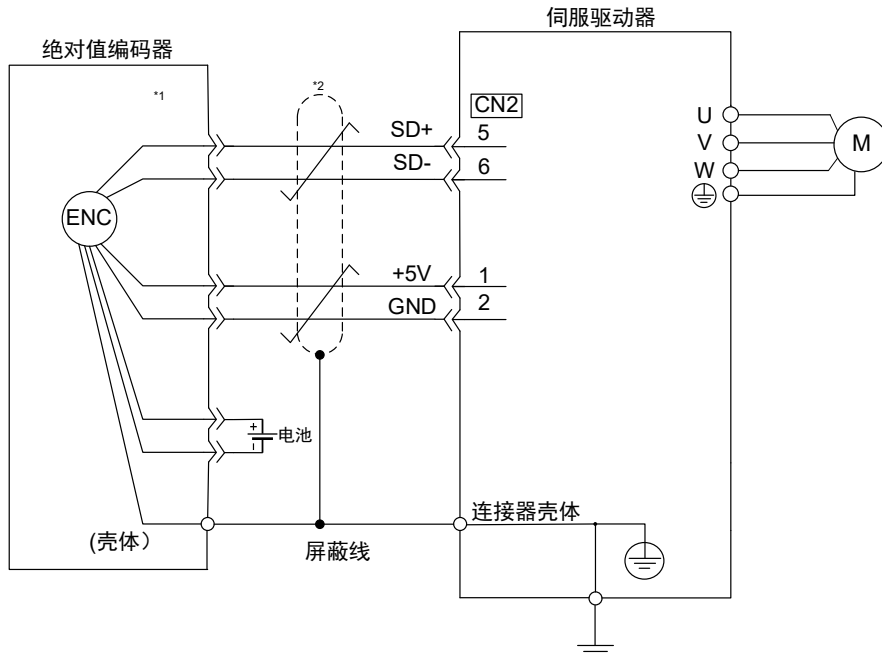 伺服驱动器
绝对值编码器
*1
*2
CN2
SD+
5
SD-
6
U
V
W
M
ENC
+5V
1
GND
2
+
-
电池
连接器壳体
(壳体）
屏蔽线